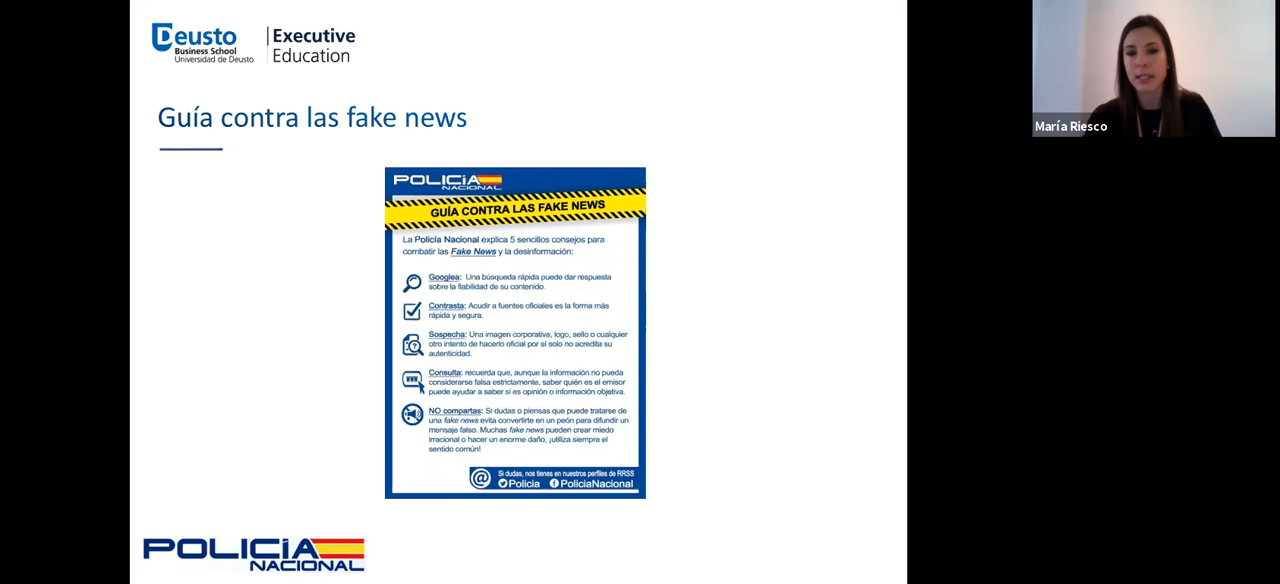 Deusto
Business School
Universidad de Deusto
Executive
Education
María Riesco
Guía contra las fake news
POLICÍA
NACIONAL
GUÍA CONTRA LAS FAKE NEWS
La Policía Nacional explica 5 sencillos consejos para
combatir las Fake News y la desinformación:
Googlea: Una búsqueda rápida puede dar respuesta
sobre la fiabilidad de su contenido.
Contrasta: Acudir a fuentes oficiales es la forma más
rápida y segura.
Sospecha: Una imagen corporativa, logo, sello o cualquier
otro intento de hacerlo oficial por sí solo no acredita su
autenticidad.
WWW
Consulta: recuerda que, aunque la información no pueda
considerarse falsa estrictamente, saber quién es el emisor
puede ayudar a saber si es opinión o información objetiva.
NO compartas: Si dudas o piensas que puede tratarse de
una fake news evita convertirte en un peón para difundir un
mensaje falso. Muchas fake news pueden crear miedo
irracional o hacer un enorme daño, ¡utiliza siempre el
sentido común!
@ Si dudas, nos tienes en nuestros perfiles de RRSS
@Policia @PoliciaNacional
POLICÍA
NACIONAL